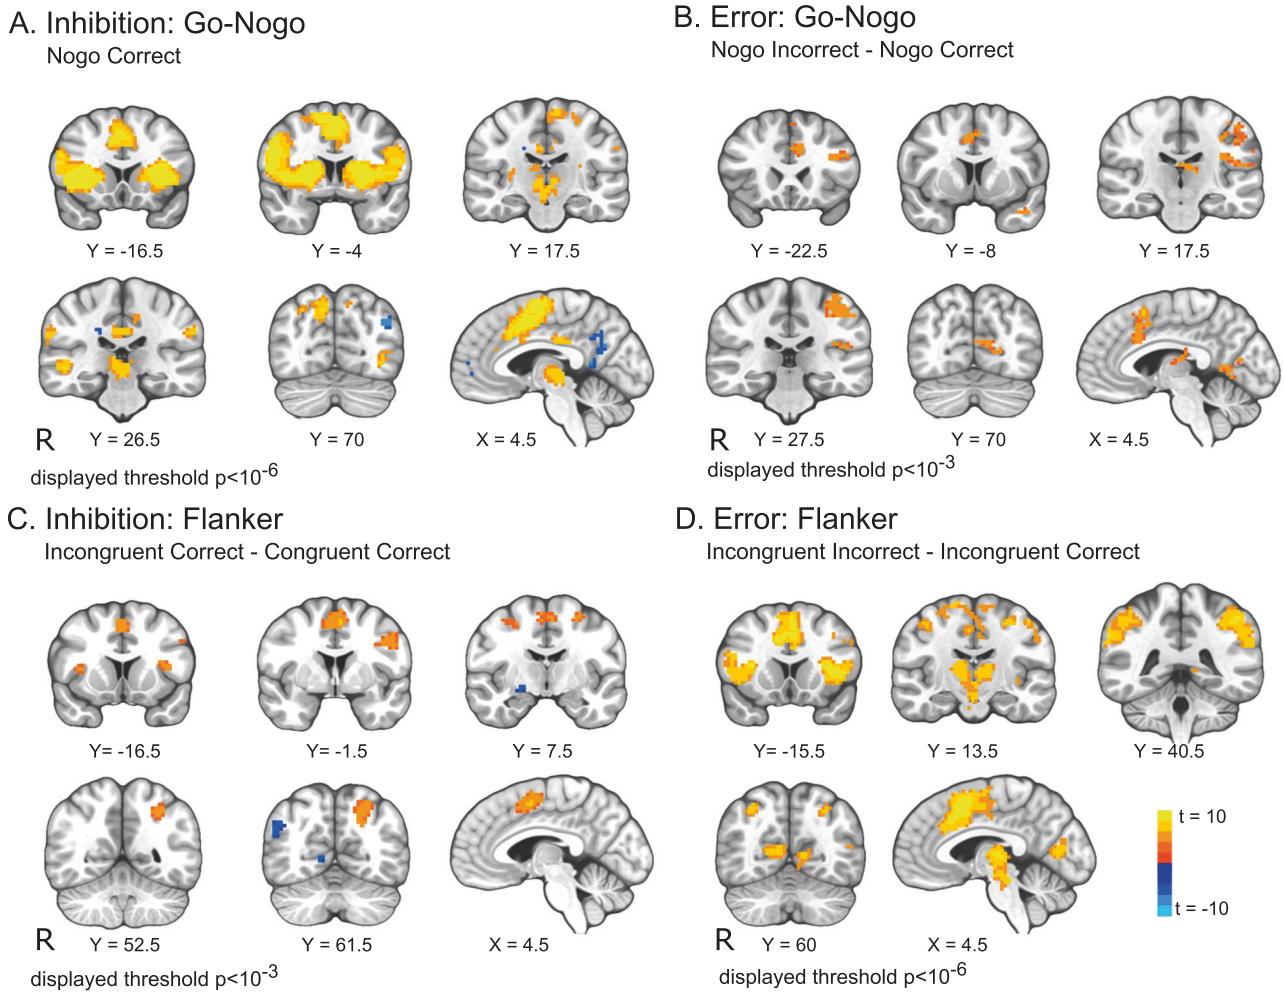 A. Inhibition: Go-Nogo
Nogo Correct
Y = -16.5
Y = -4
Y = 17.5
R
Y = 26.5
Y = 70
X = 4.5
displayed threshold p<10-6
B. Error: Go-Nogo
Nogo Incorrect - Nogo Correct
Y = -22.5
Y = -8
Y = 17.5
R
Y = 27.5
Y = 70
X = 4.5
displayed threshold p<10-3
C. Inhibition: Flanker
Incongruent Correct - Congruent Correct
Y= -16.5
Y= -1.5
Y = 7.5
R
Y = 52.5
Y = 61.5
X = 4.5
displayed threshold p<10-3
D. Error: Flanker
Incongruent Incorrect - Incongruent Correct
Y= -15.5
Y = 13.5
Y = 40.5
t = 10
t = -10
R
Y = 60
X = 4.5
displayed threshold p<10-6